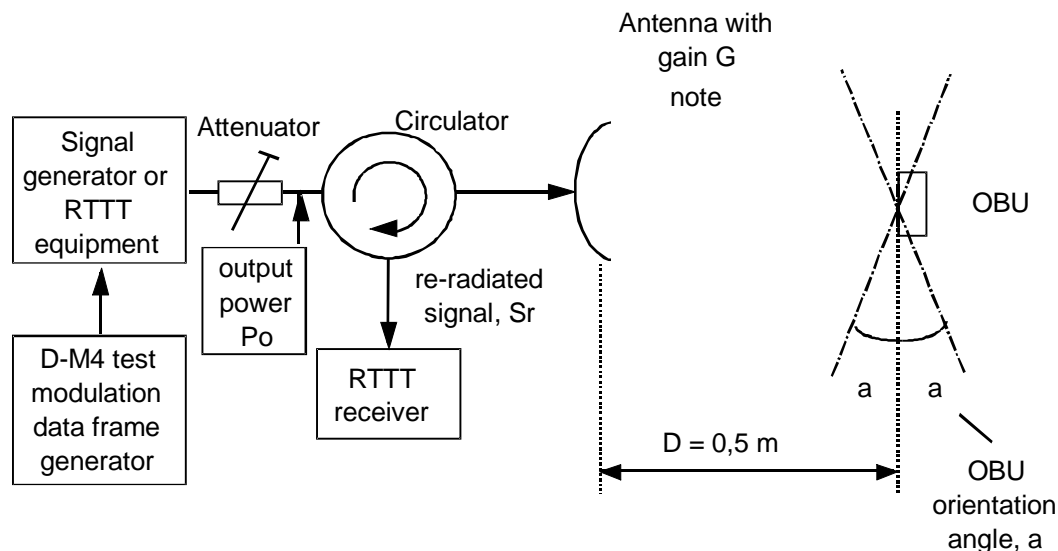 Antenna with
gain G
note
Attenuator
Circulator
Signal
generator or
RTTT
equipment
OBU
output
power
Po
re-radiated
signal, Sr
D-M4 test
modulation
data frame
generator
RTTT
receiver
a
a
D = 0,5 m
OBU
orientation
angle, a